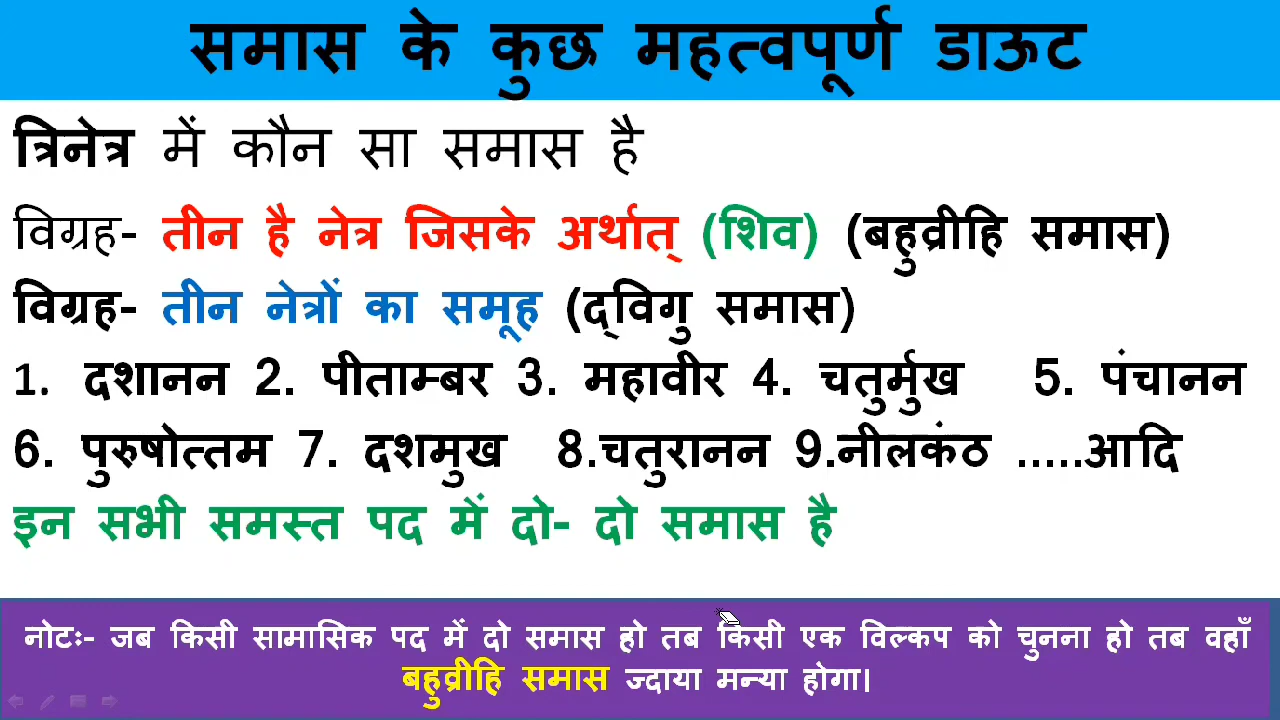 समास के कुछ महत्वपूर्ण डाऊट
त्रिनेत्र में कौन सा समास है
विग्रह- तीन है नेत्र जिसके अर्थात् (शिव) (बहुव्रीहि समास)
विग्रह- तीन नेत्रों का समूह (द्विगु समास)
1. दशानन 2. पीताम्बर 3. महावीर 4. चतुर्मुख 5. पंचानन
6. पुरुषोत्तम 7. दशमुख 8.चतुरानन 9.नीलकंठ .....आदि
इन सभी समस्त पद में दो- दो समास है
नोटः- जब किसी सामासिक पद में दो समास हो तब किसी एक विल्कप को चुनना हो तब वहाँ
बहुव्रीहि समास ज्दाया मन्या होगा।